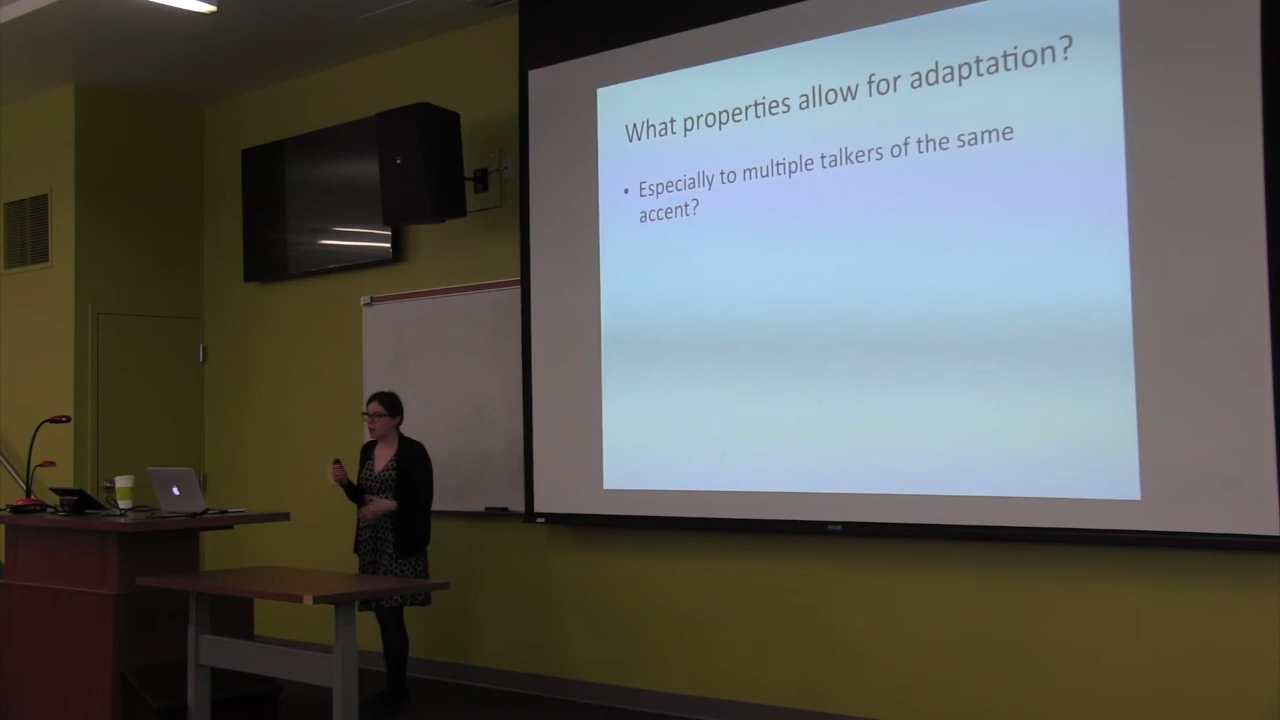 What properties allow for adaptation?
• Especially to multiple talkers of the same
accent?